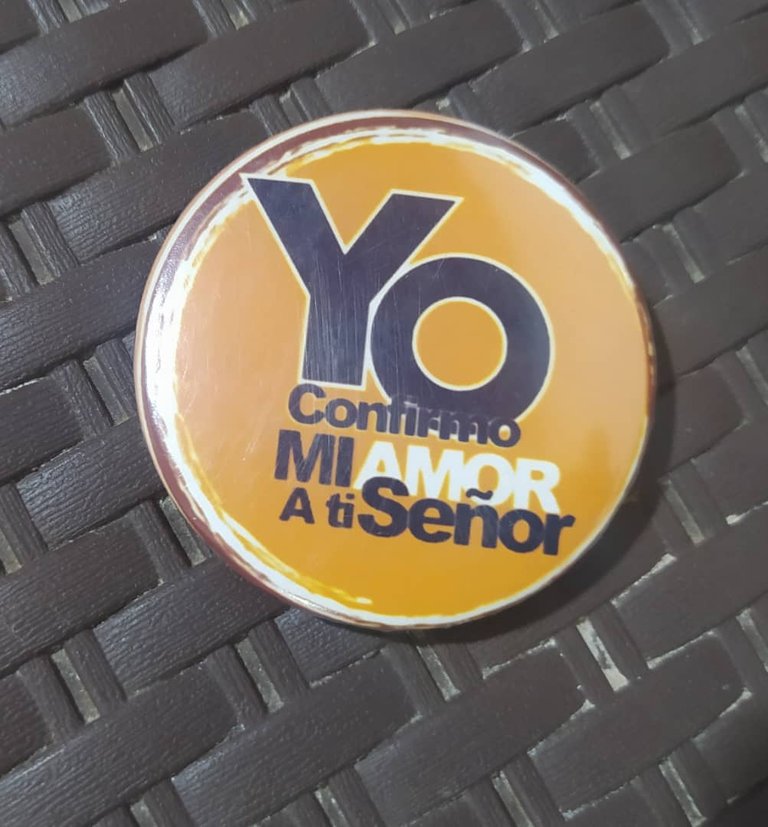 Yo
Confirmo
MI AMOR
A ti Señor